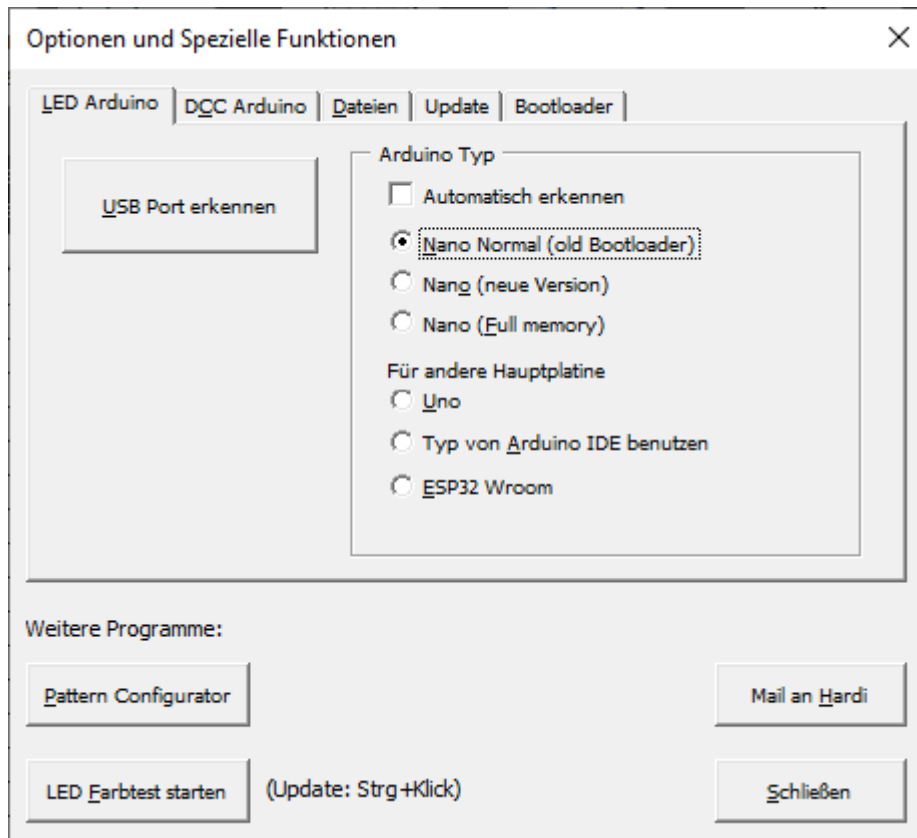 Optionen und Spezielle Funktionen
LED Arduino DCC Arduino Dateien Update Bootloader
USB Port erkennen
Arduino Typ
Automatisch erkennen
Nano Normal (old Bootloader)
Nano (neue Version)
Nano (Full memory)
Für andere Hauptplatine
Uno
Typ von Arduino IDE benutzen
ESP32 Wroom
Weitere Programme:
Pattern Configurator
Mail an Hardi
LED Farbtest starten (Update: Strg+Klick)
Schließen